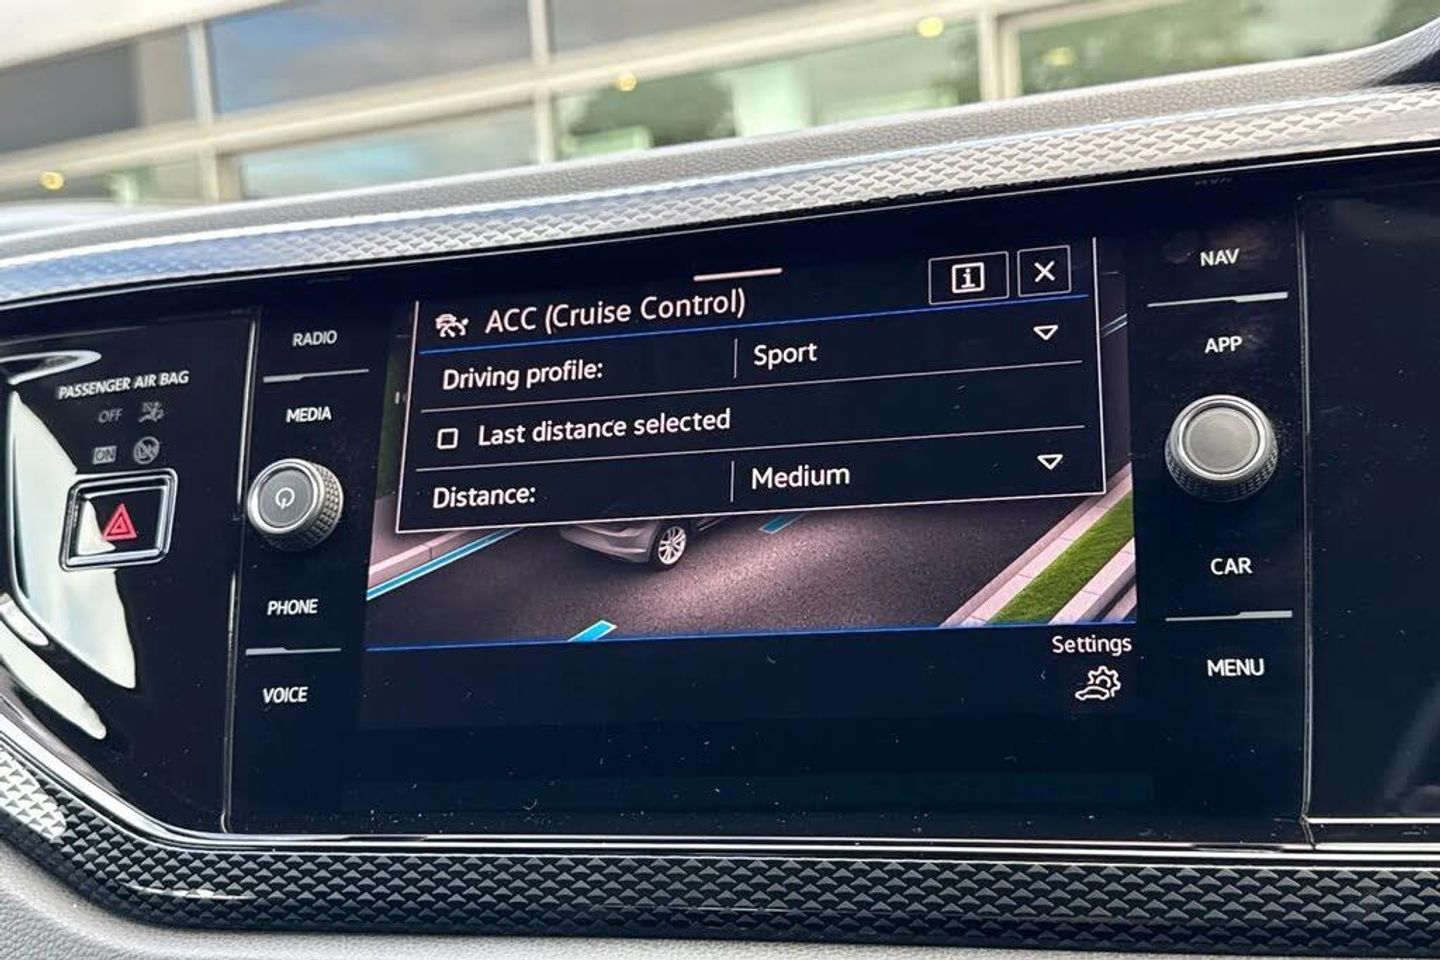 PASSENGER AIR BAG
OFF
ON
RADIO
MEDIA
PHONE
VOICE
ACC (Cruise Control)
i
Driving profile: Sport
Last distance selected
Distance: Medium
Settings
NAV
APP
CAR
MENU